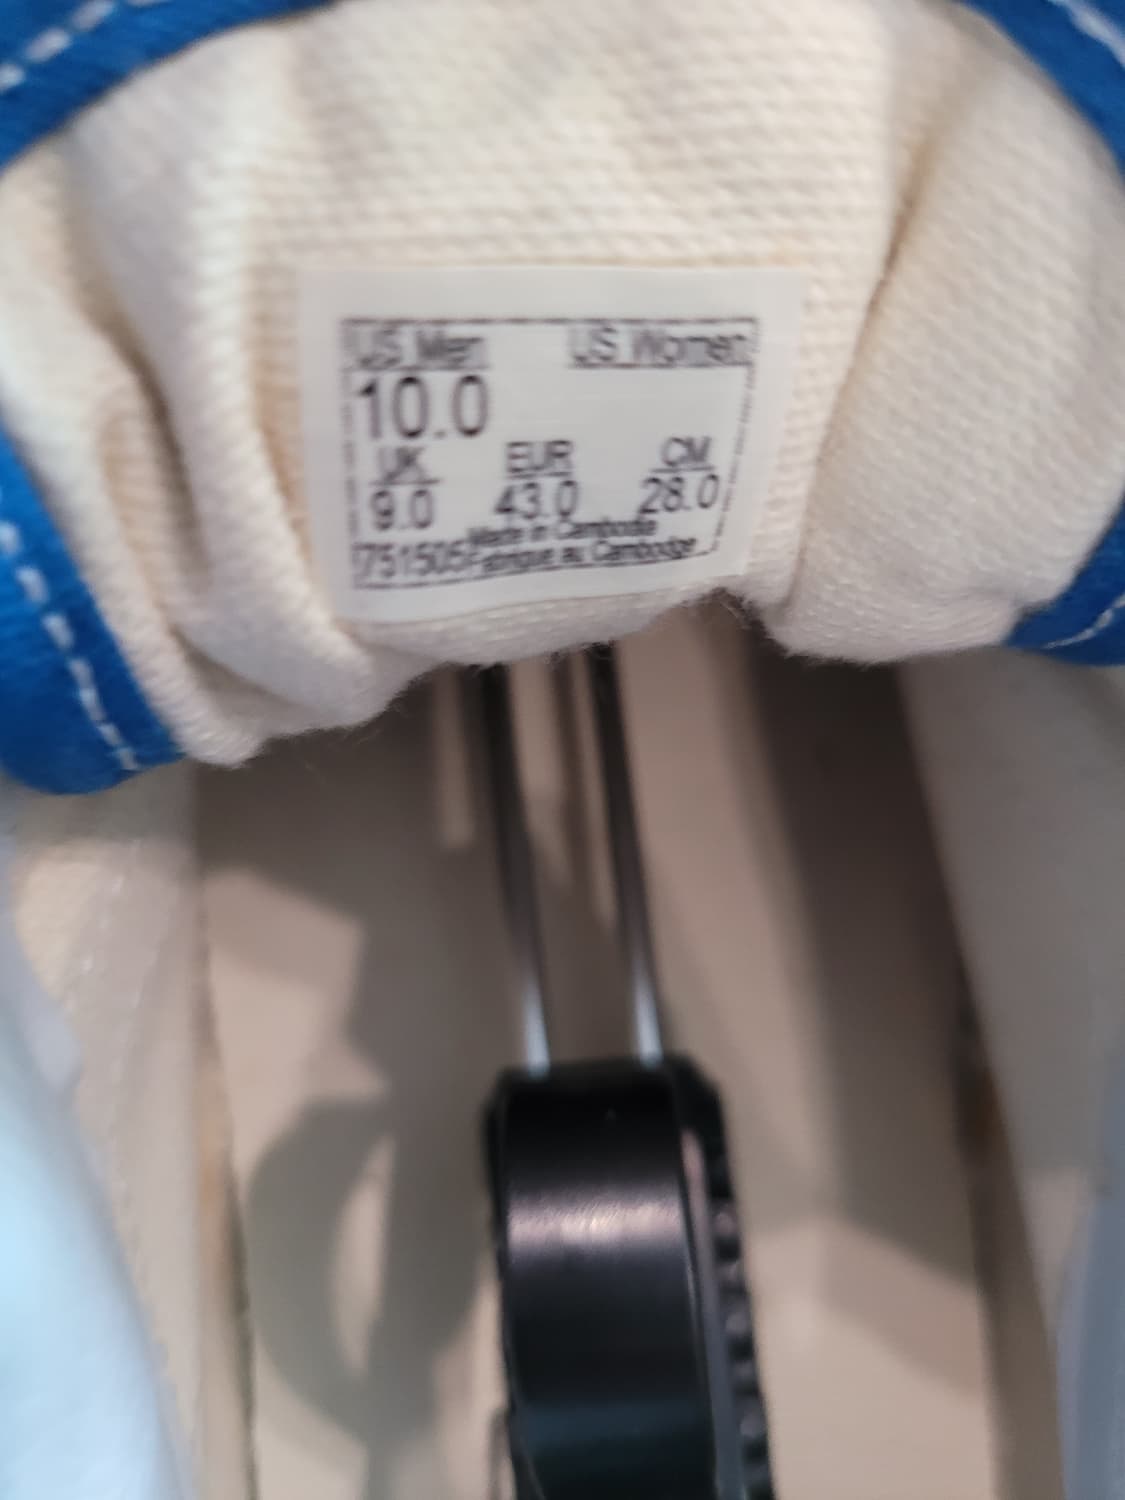 US Men US Women
10.0
UK EUR CM
9.0 43.0 28.0
Made in Cambodia
751505 Fabrique au Cambodge